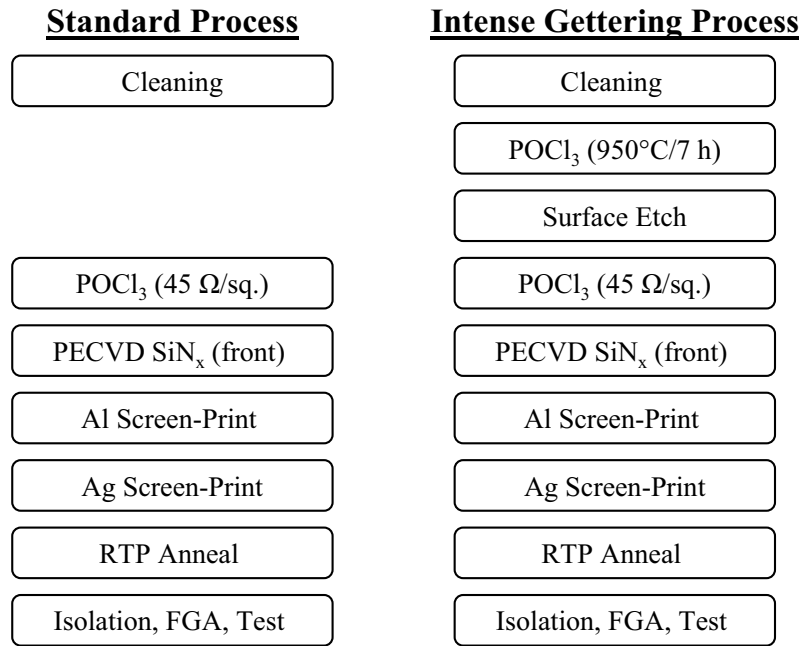 Standard Process
Cleaning
POCl₃ (45 Ω/sq.)
PECVD SiNₓ (front)
Al Screen-Print
Ag Screen-Print
RTP Anneal
Isolation, FGA, Test
Intense Gettering Process
Cleaning
POCl₃ (950°C/7 h)
Surface Etch
POCl₃ (45 Ω/sq.)
PECVD SiNₓ (front)
Al Screen-Print
Ag Screen-Print
RTP Anneal
Isolation, FGA, Test